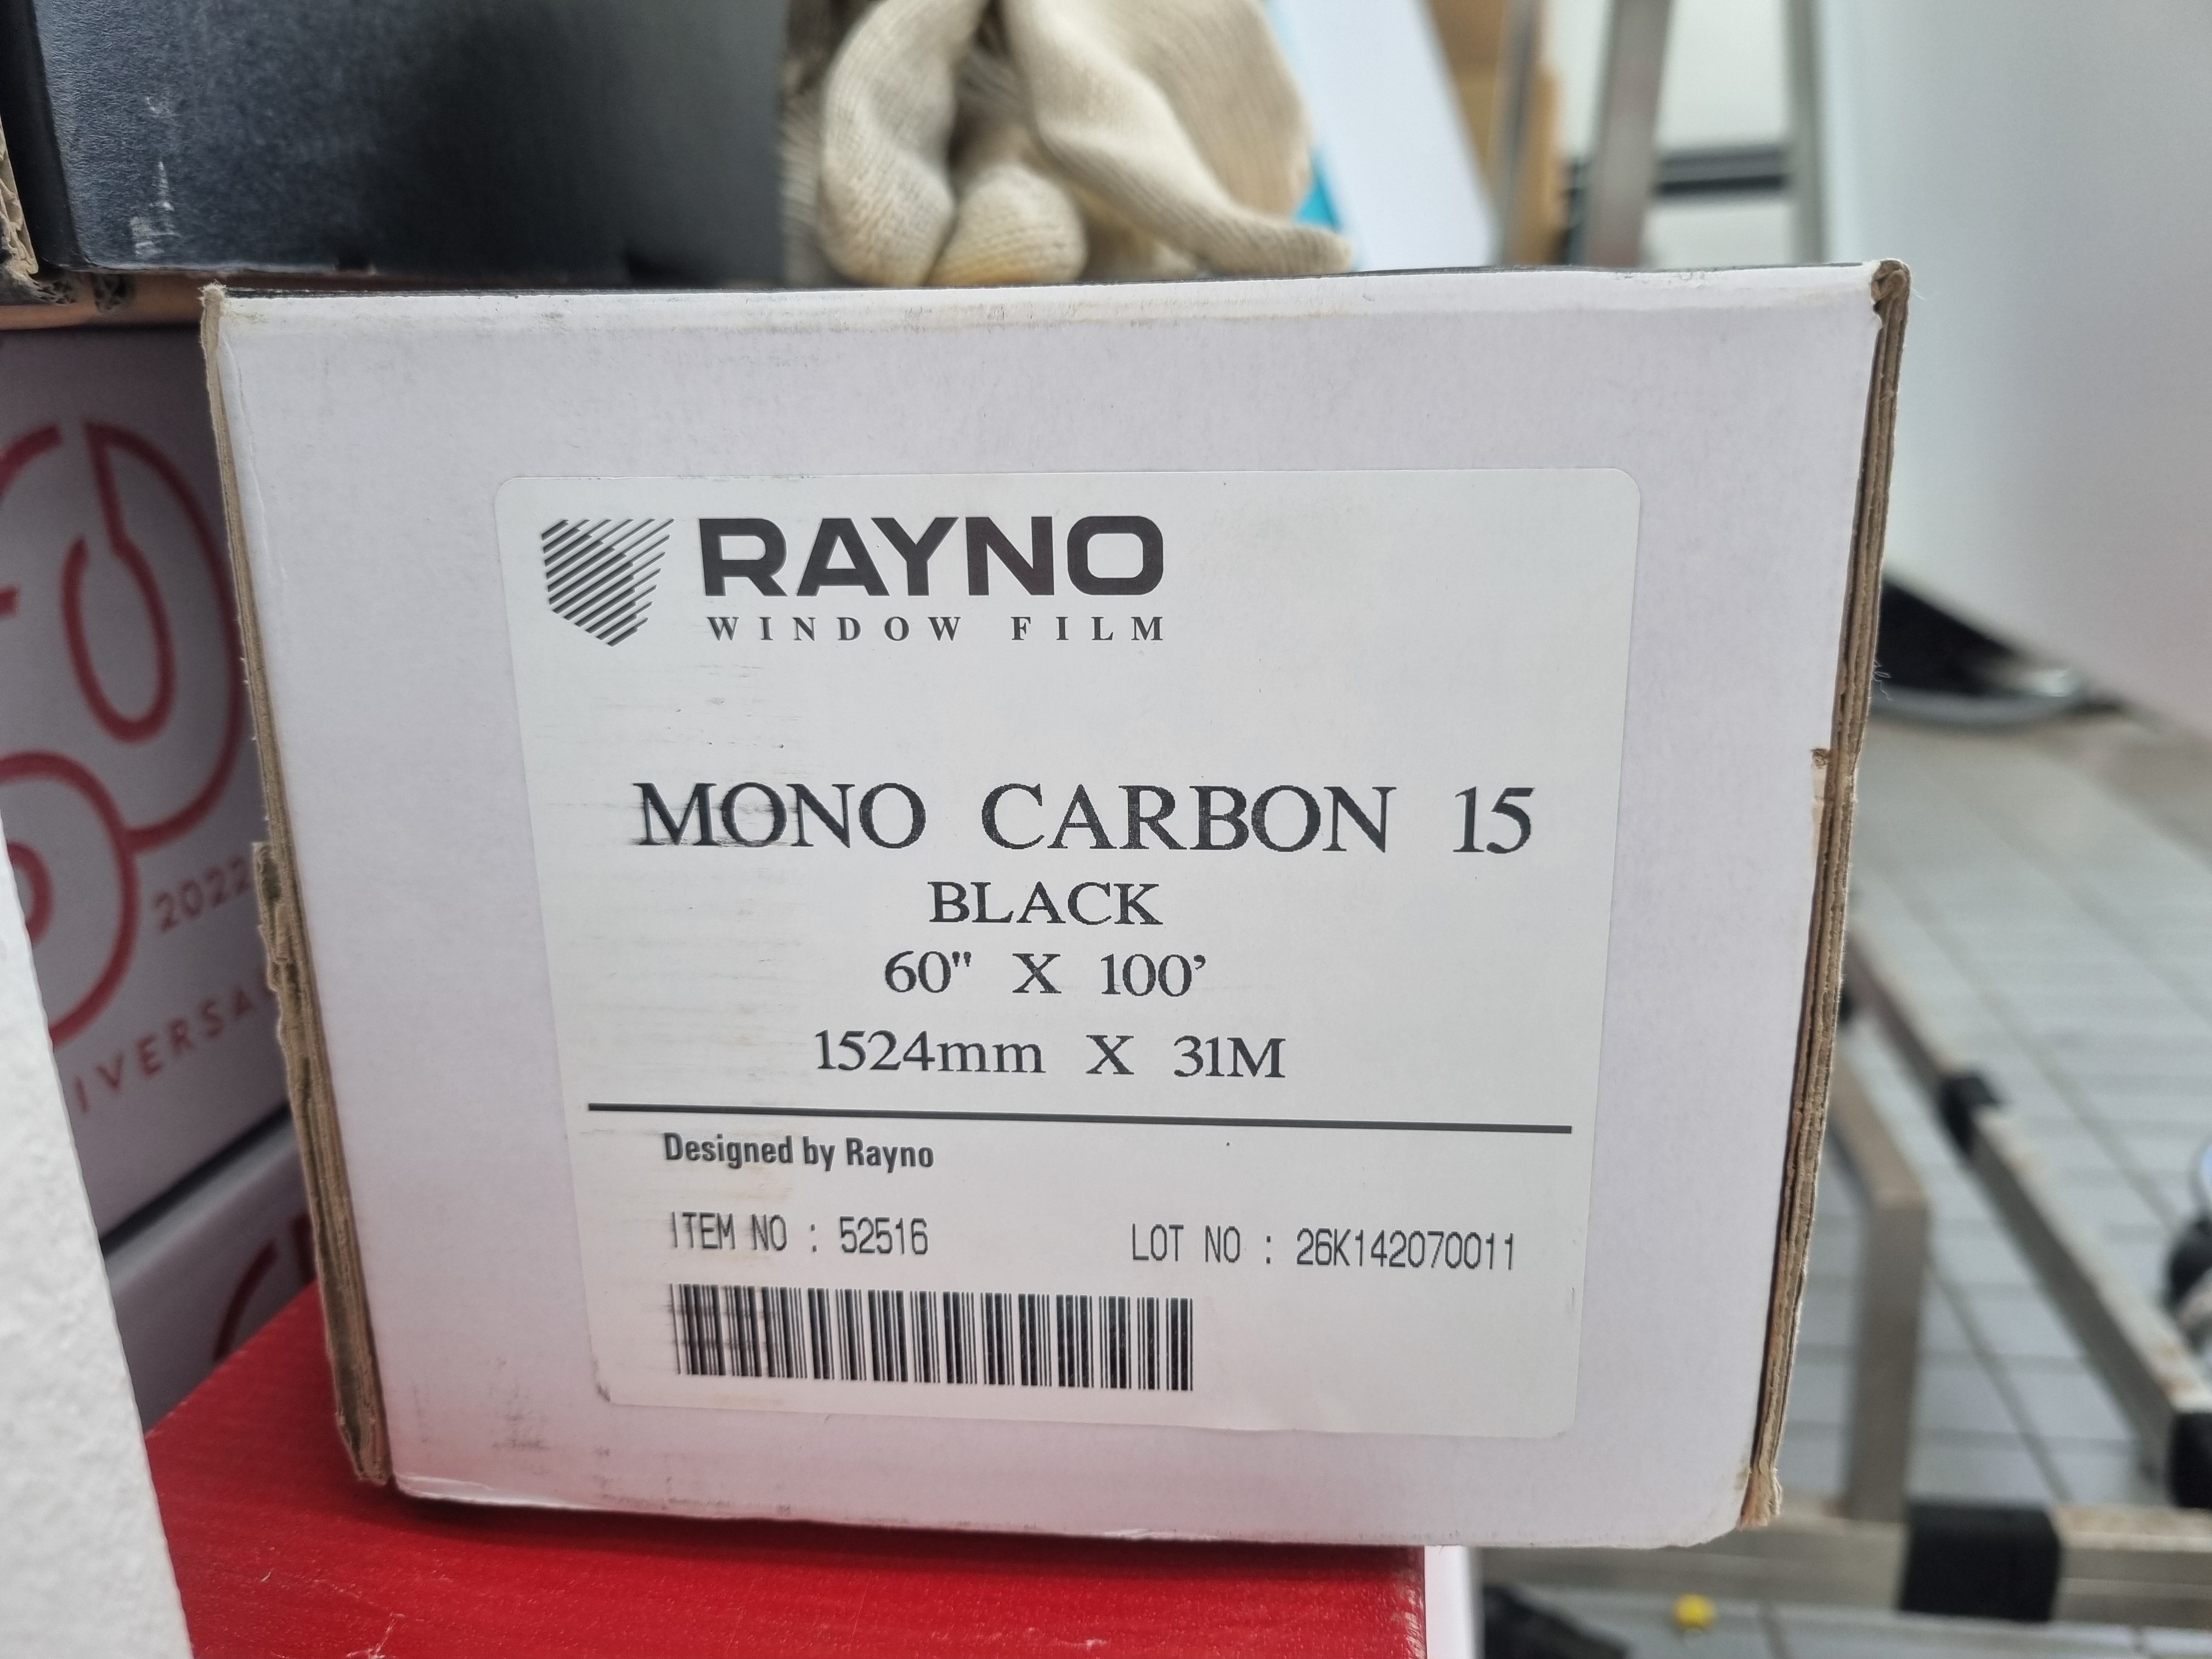 RAYNO
WINDOW FILM
MONO CARBON 15
BLACK
60" X 100’
1524mm X 31M
Designed by Rayno
ITEM NO : 52516
LOT NO : 26K142070011
2022